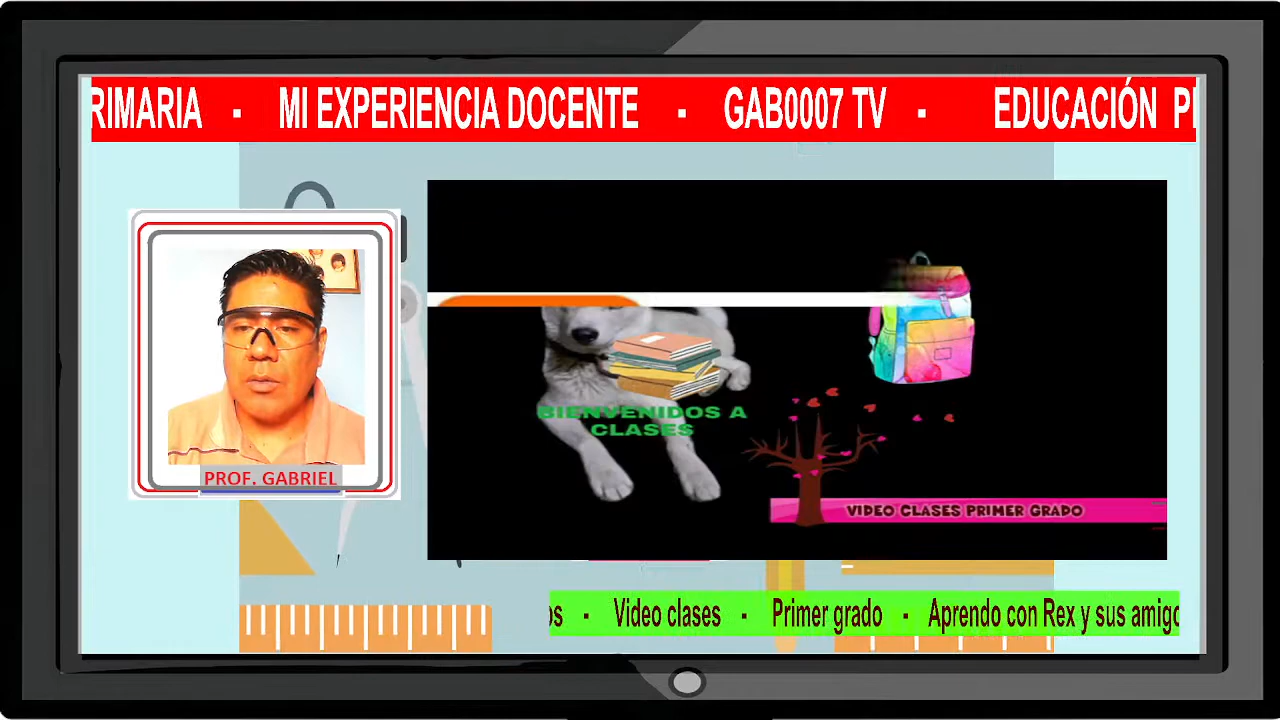 RIMARIA - MI EXPERIENCIA DOCENTE - GAB0007 TV - EDUCACIÓN P
PROF. GABRIEL
BIENVENIDOS A
CLASES
VIDEO CLASES PRIMER GRADO
os - Video clases - Primer grado - Aprendo con Rex y sus amigo